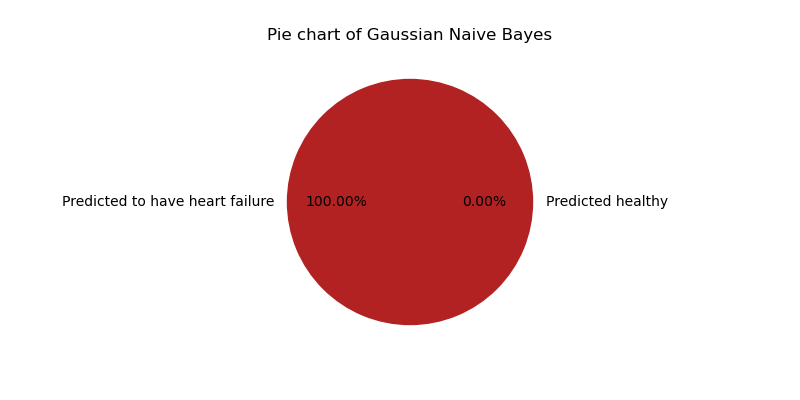 Pie chart of Gaussian Naive Bayes
Predicted to have heart failure 100.00% 0.00% Predicted healthy